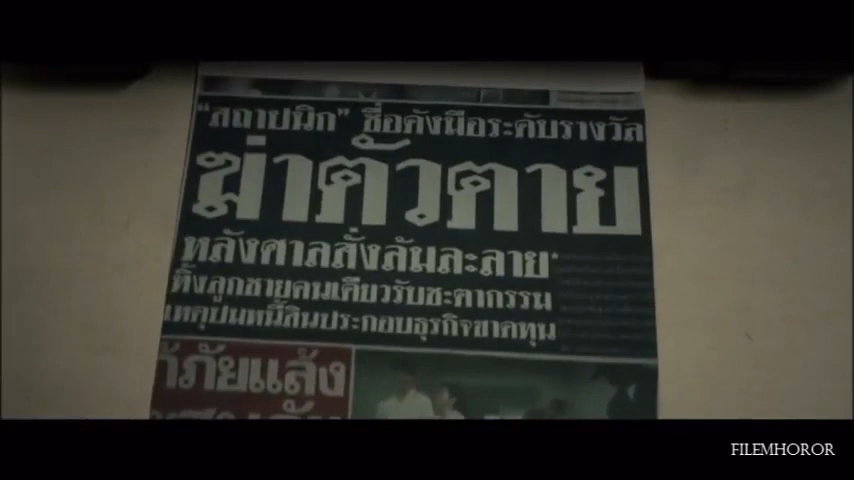 "สถาปนิก" ชื่อดังมือระดับรางวัล
ฆ่าตัวตาย
หลังศาลสั่งล้มละลาย
ทิ้งลูกชายคนเดียวรับชะตากรรม
เหตุปมหนี้สินประกอบธุรกิจขาดทุน
ภัยแล้ง
FILEMHOROR